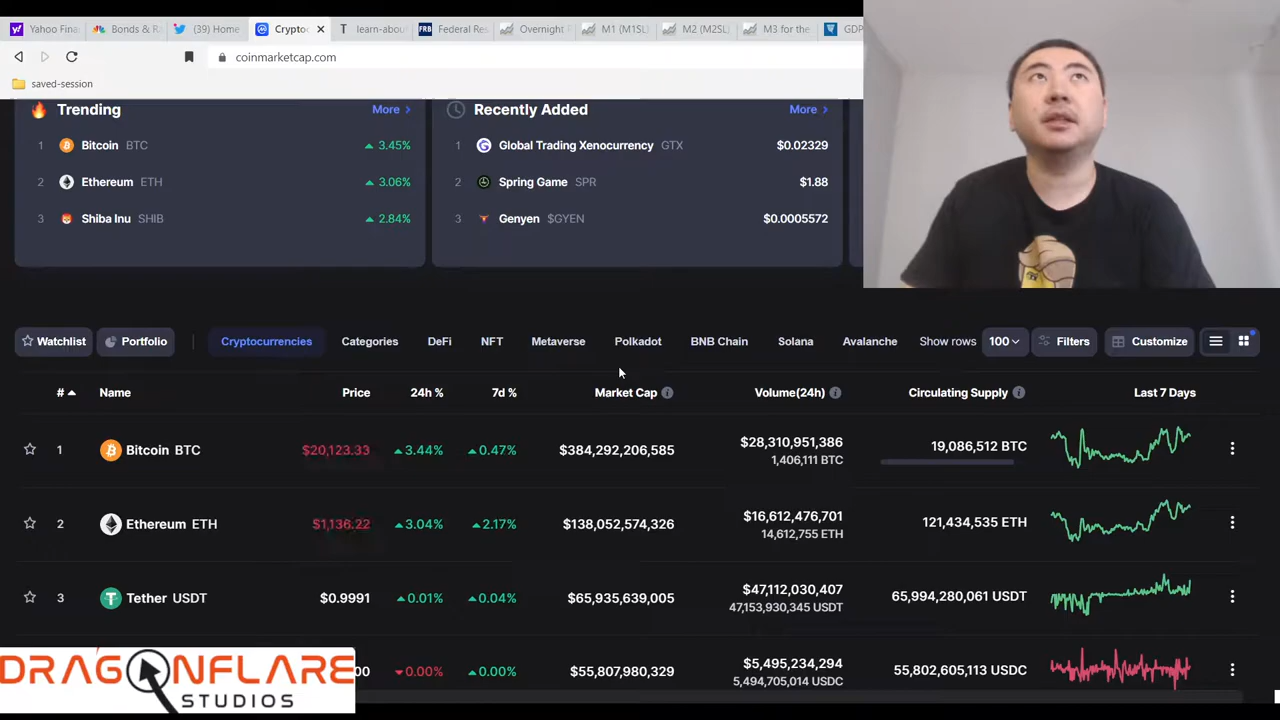 Yahoo Fina
Bonds & R
(39) Home
Crypto
learn-abou
FRB
Federal Res
Overnight
M1 (M1SL)
M2 (M2SL)
M3 for the
GDP
coinmarketcap.com
saved-session
Trending
More >
1 Bitcoin BTC 3.45%
2 Ethereum ETH 3.06%
3 Shiba Inu SHIB 2.84%
Recently Added
More >
1 Global Trading Xenocurrency GTX $0.02329
2 Spring Game SPR $1.88
3 Genyen $GYEN $0.0005572
Watchlist Portfolio Cryptocurrencies Categories DeFi NFT Metaverse Polkadot BNB Chain Solana Avalanche Show rows 100 Filters Customize
# Name Price 24h % 7d % Market Cap Volume(24h) Circulating Supply Last 7 Days
1 Bitcoin BTC $20,123.33 3.44% 0.47% $384,292,206,585 $28,310,951,386 19,086,512 BTC
1,406,111 BTC
2 Ethereum ETH $1,136.22 3.04% 2.17% $138,052,574,326 $16,612,476,701 121,434,535 ETH
14,612,755 ETH
3 Tether USDT $0.9991 0.01% 0.04% $65,935,639,005 $47,112,030,407 65,994,280,061 USDT
47,153,930,345 USDT
00 0.00% 0.00% $55,807,980,329 $5,495,234,294 55,802,605,113 USDC
5,494,705,014 USDC
DRAGONFLARE
STUDIOS